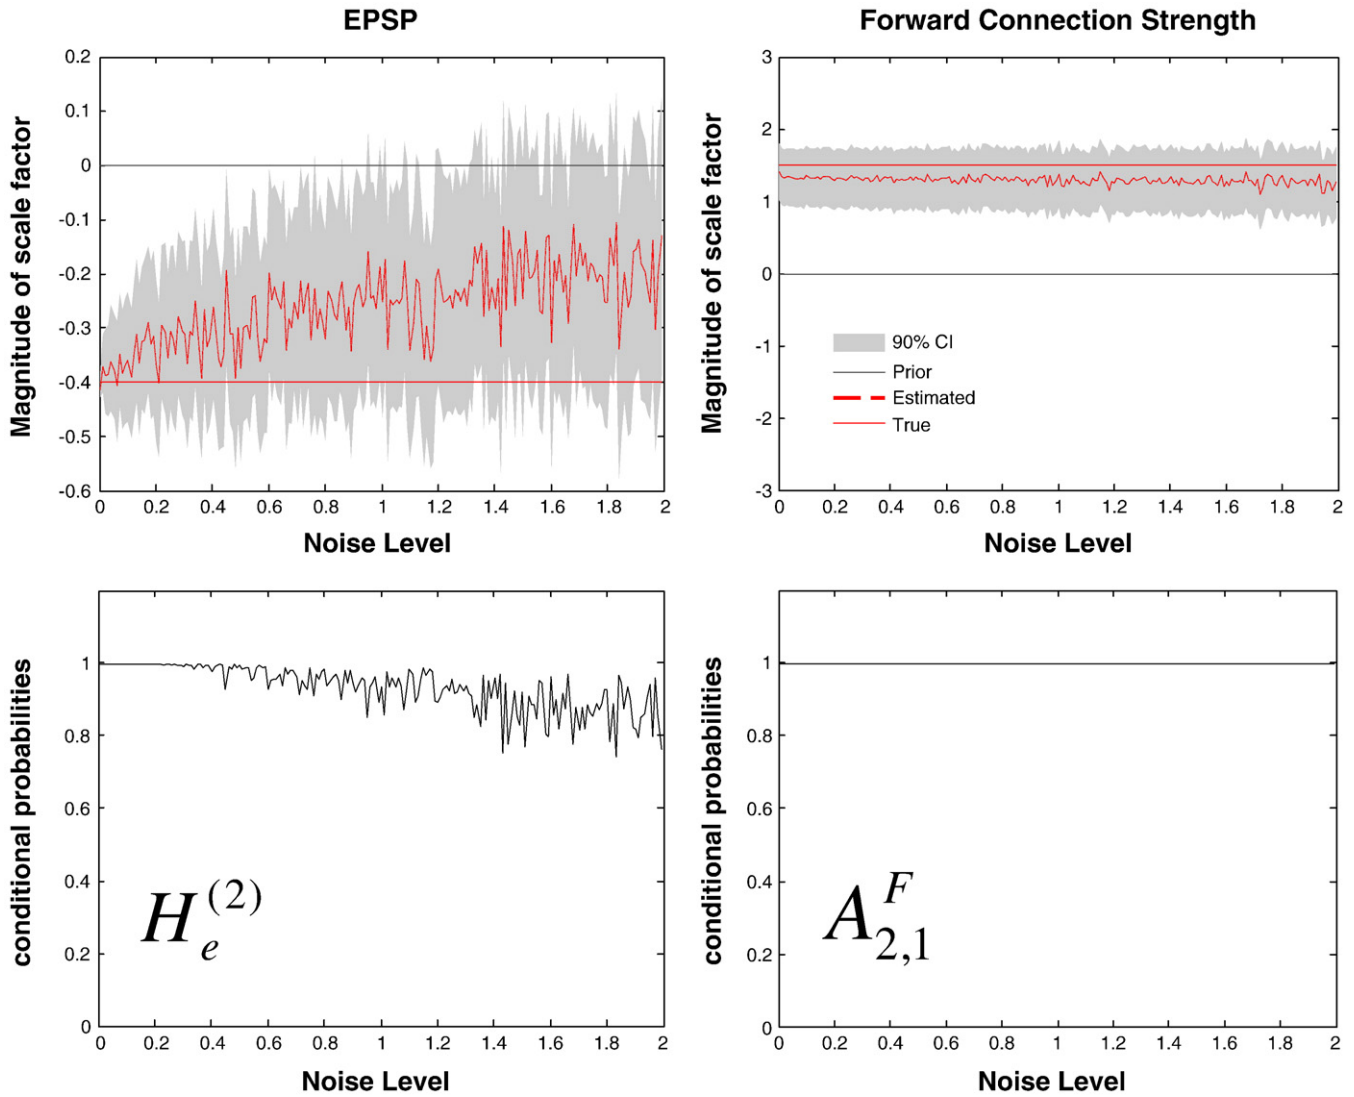 EPSP
Magnitude of scale factor
0.2
0.1
0
-0.1
-0.2
-0.3
-0.4
-0.5
-0.6
0 0.2 0.4 0.6 0.8 1 1.2 1.4 1.6 1.8 2
Noise Level
Forward Connection Strength
Magnitude of scale factor
3
2
1
0
-1
-2
-3
90% CI
Prior
Estimated
True
0 0.2 0.4 0.6 0.8 1 1.2 1.4 1.6 1.8 2
Noise Level
conditional probabilities
1
0.8
0.6
0.4
0.2
0
H_e^(2)
0 0.2 0.4 0.6 0.8 1 1.2 1.4 1.6 1.8 2
Noise Level
conditional probabilities
1
0.8
0.6
0.4
0.2
0
A_2,1^F
0 0.2 0.4 0.6 0.8 1 1.2 1.4 1.6 1.8 2
Noise Level